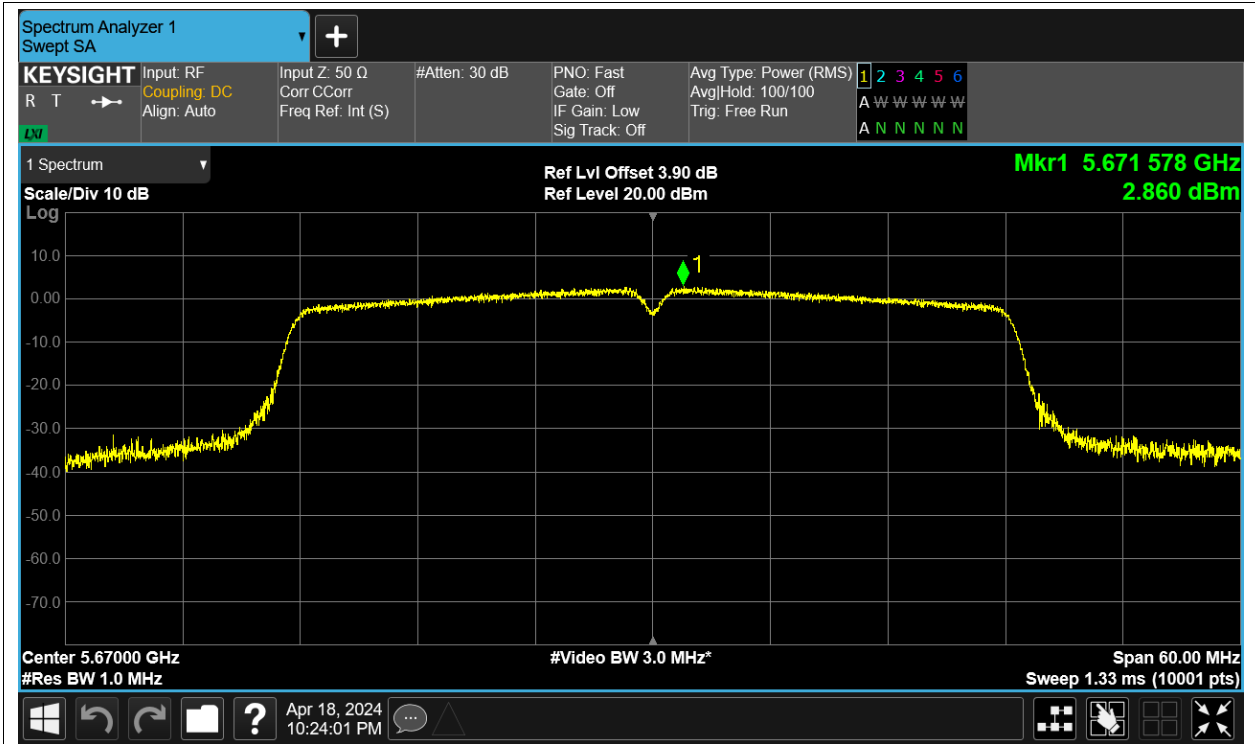 Spectrum Analyzer 1
Swept SA
KEYSIGHT
R T
LXI
Input: RF
Coupling: DC
Align: Auto
Input Z: 50 Ω
Corr CCorr
Freq Ref: Int (S)
#Atten: 30 dB
PNO: Fast
Gate: Off
IF Gain: Low
Sig Track: Off
Avg Type: Power (RMS)
Avg|Hold: 100/100
Trig: Free Run
1 2 3 4 5 6
A W W W W W
A N N N N N
1 Spectrum
Scale/Div 10 dB
Log
Ref Lvl Offset 3.90 dB
Ref Level 20.00 dBm
Mkr1 5.671 578 GHz
2.860 dBm
1
10.0
0.00
-10.0
-20.0
-30.0
-40.0
-50.0
-60.0
-70.0
Center 5.67000 GHz
#Res BW 1.0 MHz
#Video BW 3.0 MHz*
Span 60.00 MHz
Sweep 1.33 ms (10001 pts)
?
Apr 18, 2024
10:24:01 PM